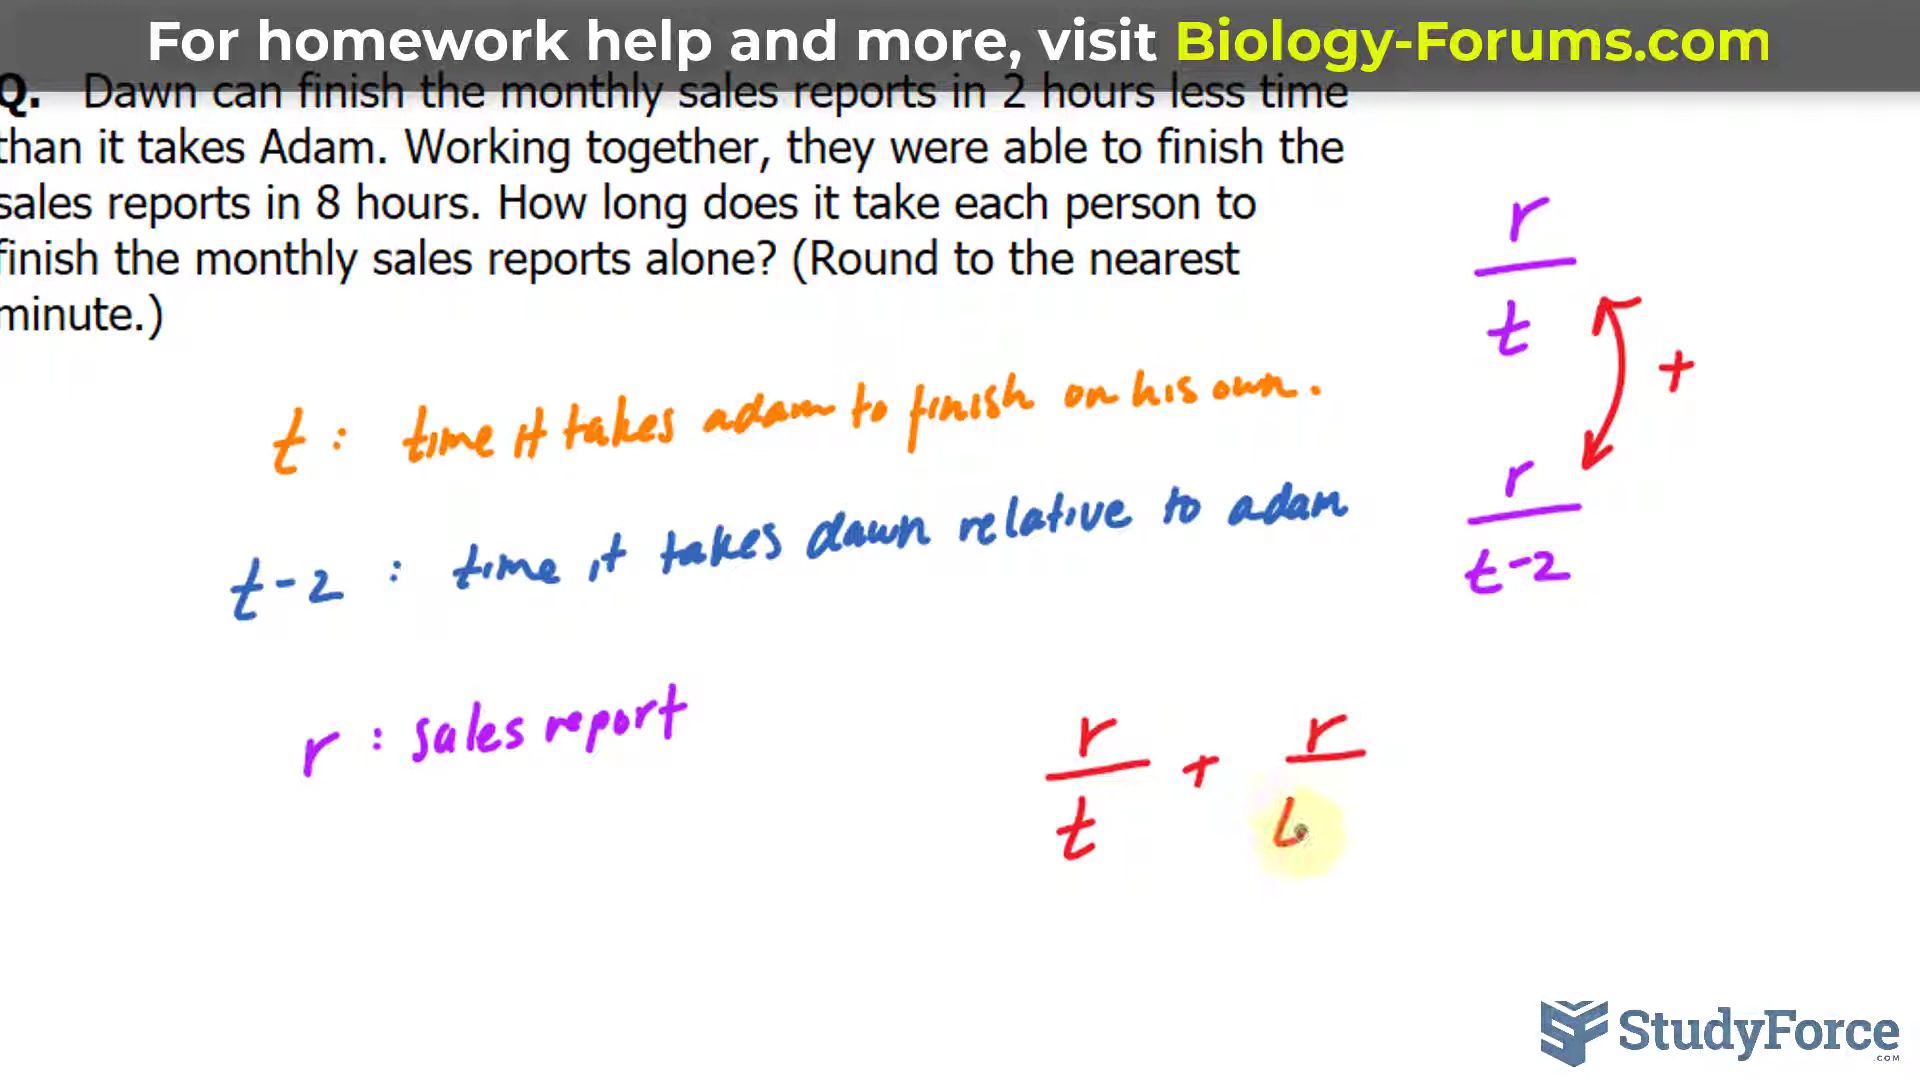 For homework help and more, visit Biology-Forums.com
Q. Dawn can finish the monthly sales reports in 2 hours less time
than it takes Adam. Working together, they were able to finish the
sales reports in 8 hours. How long does it take each person to
finish the monthly sales reports alone? (Round to the nearest
minute.)
r
t
+
t : time it takes adam to finish on his own.
r
t-2
t-2 : time it takes dawn relative to adam
r : sales report
r + r
t
StudyForce
.COM